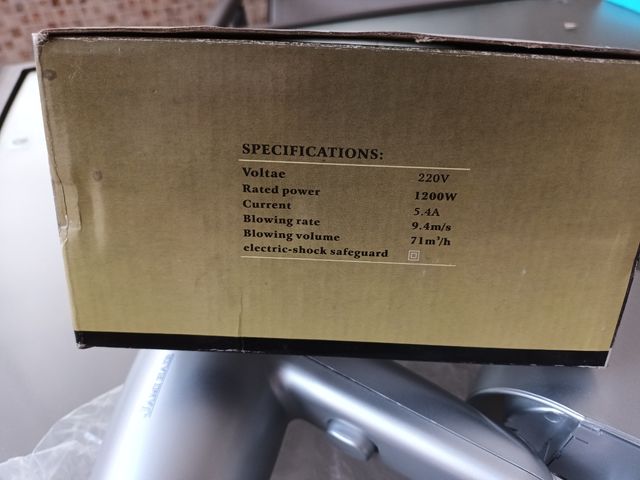 SPECIFICATIONS:
Voltae 220V
Rated power 1200W
Current 5.4A
Blowing rate 9.4m/s
Blowing volume 71m³/h
electric-shock safeguard